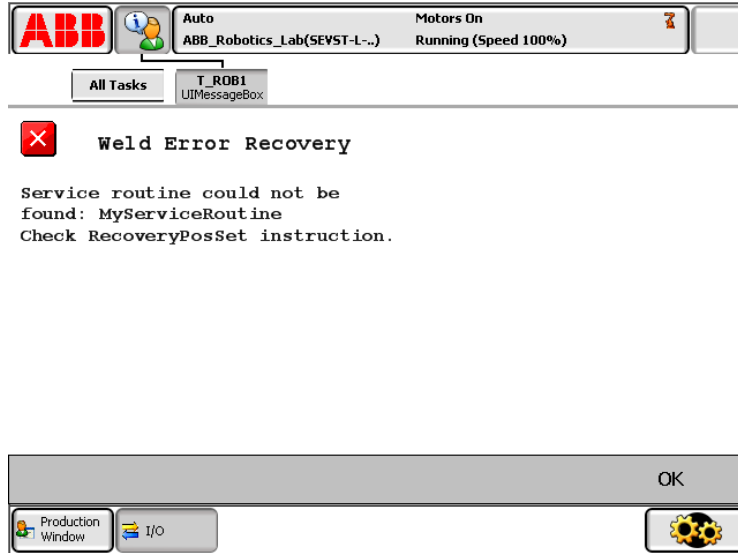 ABB
Auto
ABB_Robotics_Lab(SEVST-L-..)
Motors On
Running (Speed 100%)
All Tasks
T_ROB1
UIMessageBox
Weld Error Recovery
Service routine could not be
found: MyServiceRoutine
Check RecoveryPosSet instruction.
OK
Production
Window
I/O